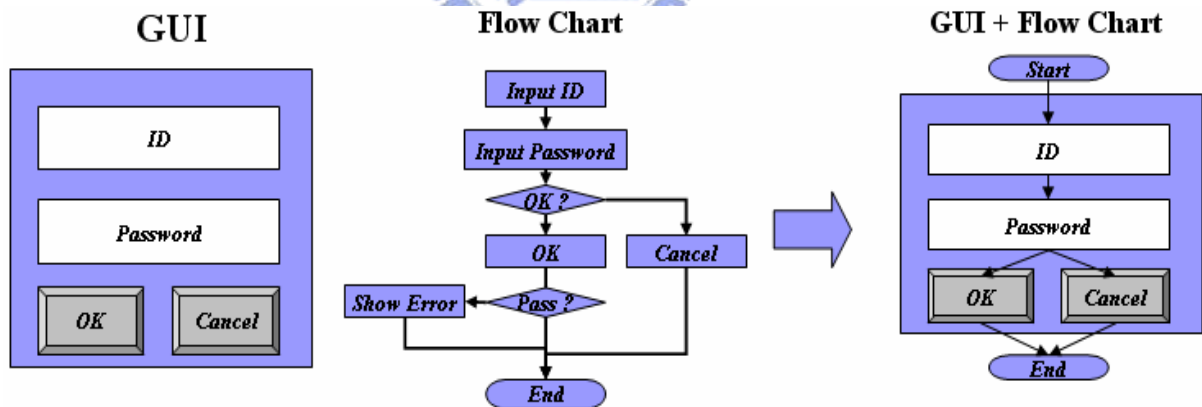 GUI
ID
Password
OK
Cancel
Flow Chart
Input ID
Input Password
OK ?
OK
Cancel
Show Error
Pass ?
End
GUI + Flow Chart
Start
ID
Password
OK
Cancel
End